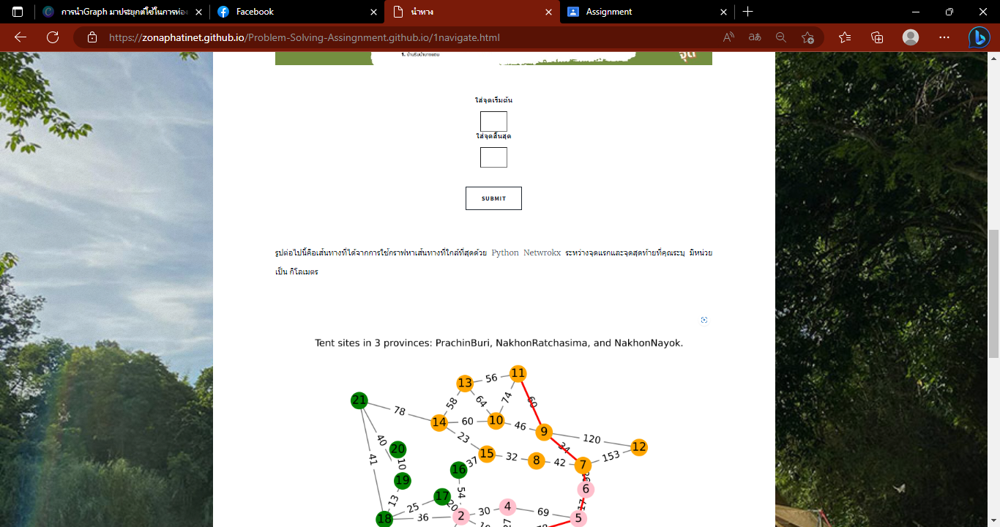 การนำGraph มาประยุกต์ใช้ในการท่อง
Facebook
นำทาง
Assignment
https://zonaphatinet.github.io/Problem-Solving-Assingnment.github.io/1navigate.html
จุด
ใส่จุดเริ่มต้น
ใส่จุดสิ้นสุด
SUBMIT
รูปต่อไปนี้คือเส้นทางที่ได้จากการใช้กราฟหาเส้นทางที่ใกล้ที่สุดด้วย Python Netwrokx ระหว่างจุดแรกและจุดสุดท้ายที่คุณระบุ มีหน่วย
เป็น กิโลเมตร
Tent sites in 3 provinces: PrachinBuri, NakhonRatchasima, and NakhonNayok.
13 56 11
21 78 58 64 74 60
14 60 10 46 9 120 12
40 20 23 34
41 10 15 32 8 42 7 153
16 37
19 54 6
13 17 20 17
25 4 69 5
18 36 2 30
27